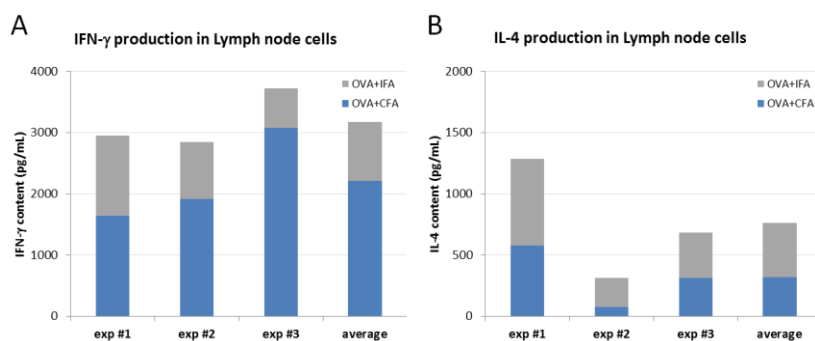 A
IFN-γ production in Lymph node cells
IFN-γ content (pg/mL)
4000
3000
2000
1000
0
OVA+IFA
OVA+CFA
exp #1 exp #2 exp #3 average
B
IL-4 production in Lymph node cells
IL-4 content (pg/mL)
2000
1500
1000
500
0
OVA+IFA
OVA+CFA
exp #1 exp #2 exp #3 average